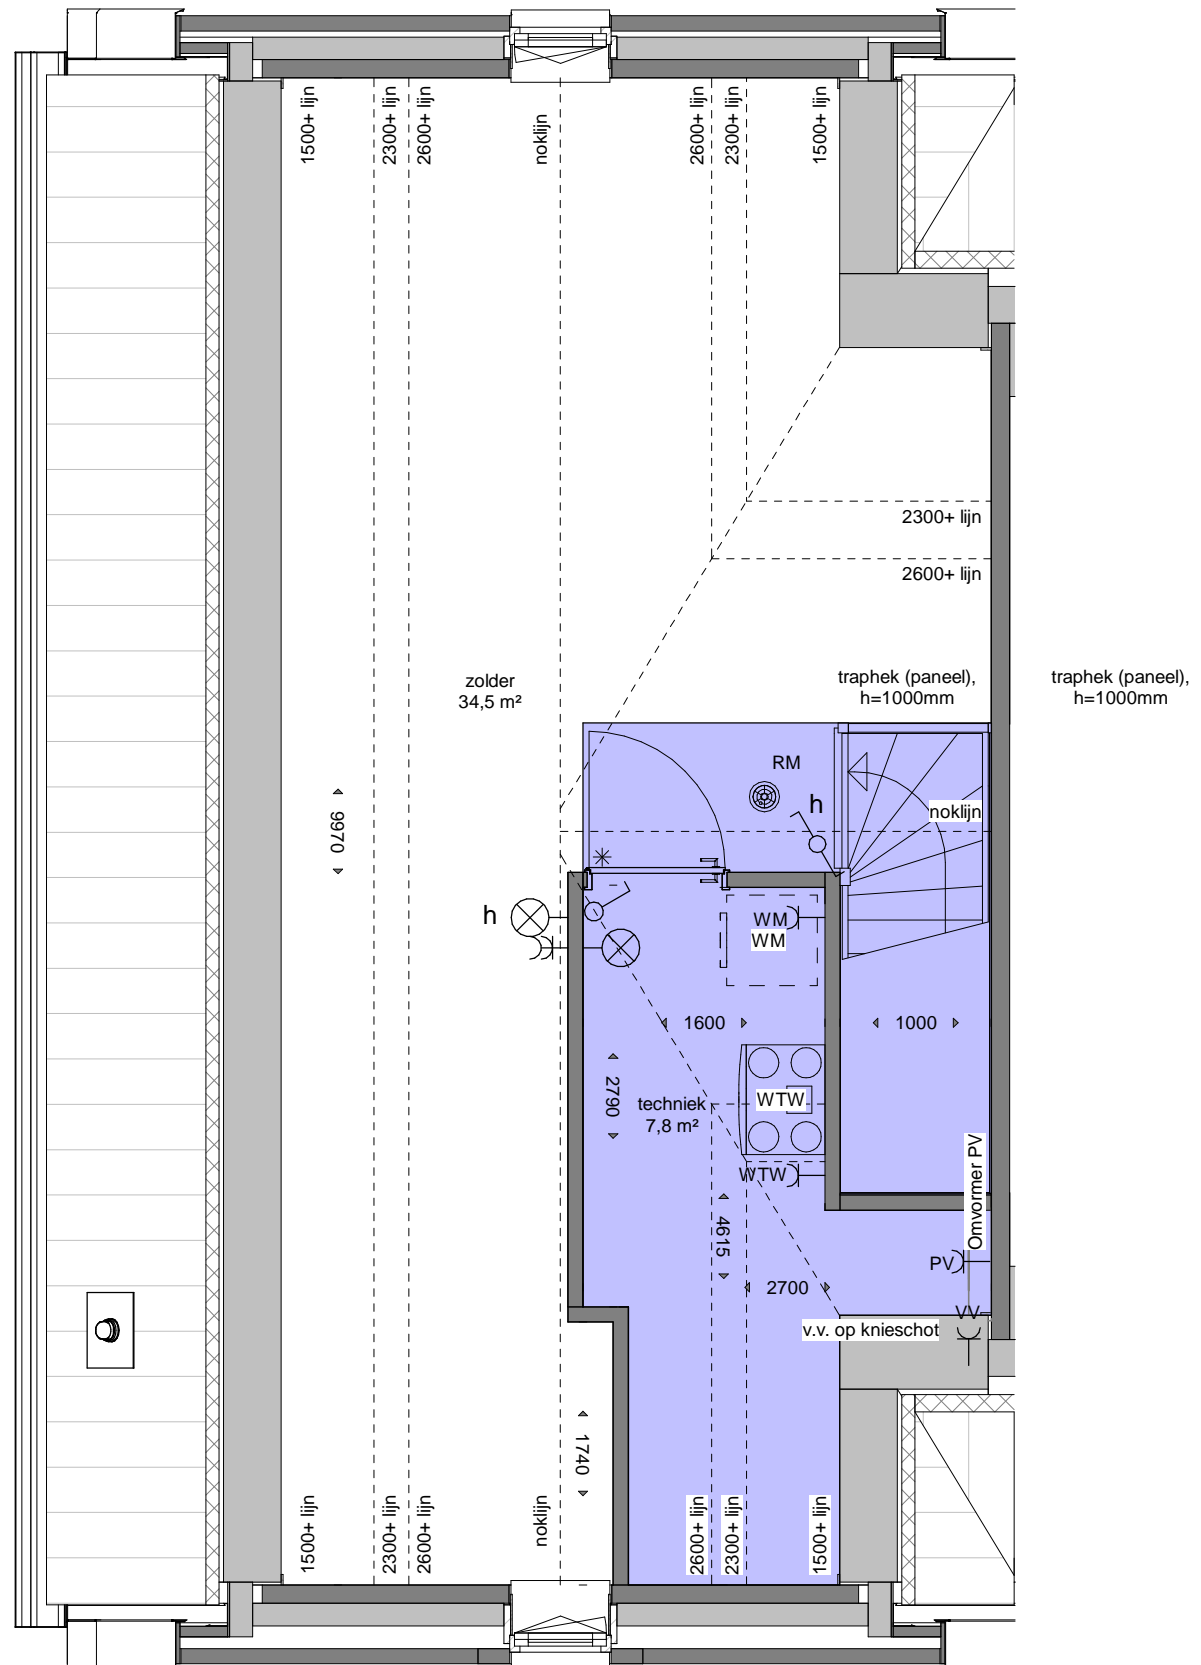 1500+ lijn
2300+ lijn
2600+ lijn
noklijn
2600+ lijn
2300+ lijn
1500+ lijn
2300+ lijn
2600+ lijn
zolder
34,5 m²
traphek (paneel),
h=1000mm
traphek (paneel),
h=1000mm
RM
h
noklijn
9970
h
WM
WM
1600
1000
2790
techniek
7,8 m²
WTW
WTW
4615
Omvormer PV
PV
2700
VV
v.v. op knieschot
1740
1500+ lijn
2300+ lijn
2600+ lijn
noklijn
2600+ lijn
2300+ lijn
1500+ lijn